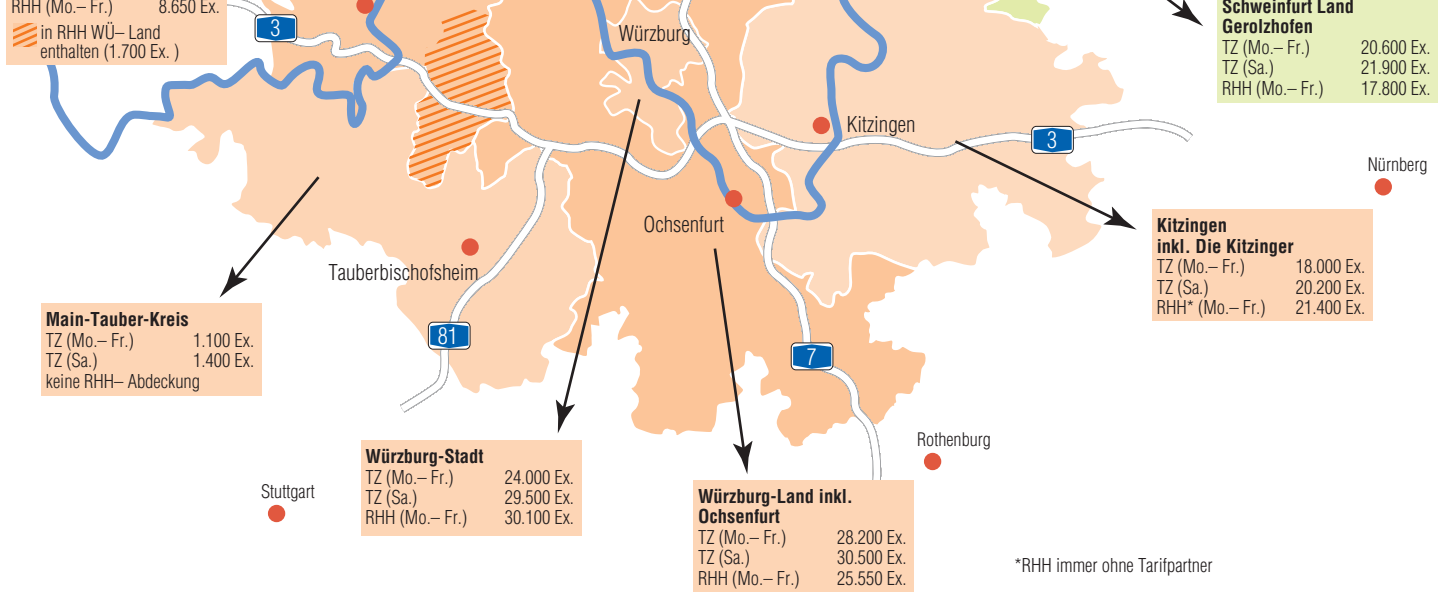 RHH (Mo.– Fr.) 8.650 Ex.
in RHH WÜ– Land
enthalten (1.700 Ex. )
3
Würzburg
Schweinfurt Land
Gerolzhofen
TZ (Mo.– Fr.) 20.600 Ex.
TZ (Sa.) 21.900 Ex.
RHH (Mo.– Fr.) 17.800 Ex.
Kitzingen
3
Nürnberg
Ochsenfurt
Tauberbischofsheim
Kitzingen
inkl. Die Kitzinger
TZ (Mo.– Fr.) 18.000 Ex.
TZ (Sa.) 20.200 Ex.
RHH* (Mo.– Fr.) 21.400 Ex.
Main-Tauber-Kreis
TZ (Mo.– Fr.) 1.100 Ex.
TZ (Sa.) 1.400 Ex.
keine RHH– Abdeckung
81
7
Rothenburg
Würzburg-Stadt
TZ (Mo.– Fr.) 24.000 Ex.
TZ (Sa.) 29.500 Ex.
RHH (Mo.– Fr.) 30.100 Ex.
Stuttgart
Würzburg-Land inkl.
Ochsenfurt
TZ (Mo.– Fr.) 28.200 Ex.
TZ (Sa.) 30.500 Ex.
RHH (Mo.– Fr.) 25.550 Ex.
*RHH immer ohne Tarifpartner